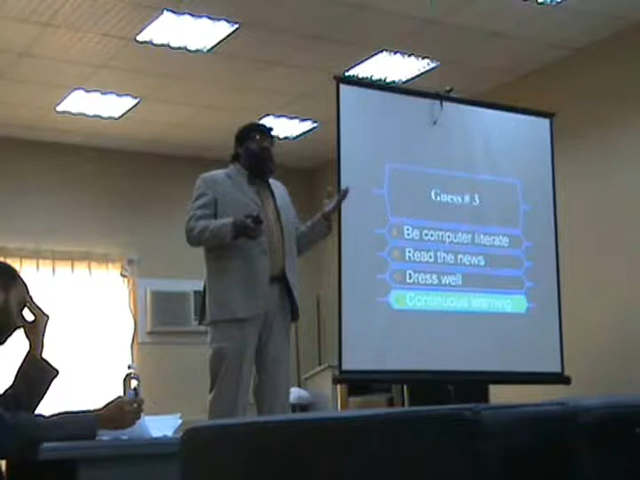 Guess # 3
Be computer literate
Read the news
Dress well
Continuous learning